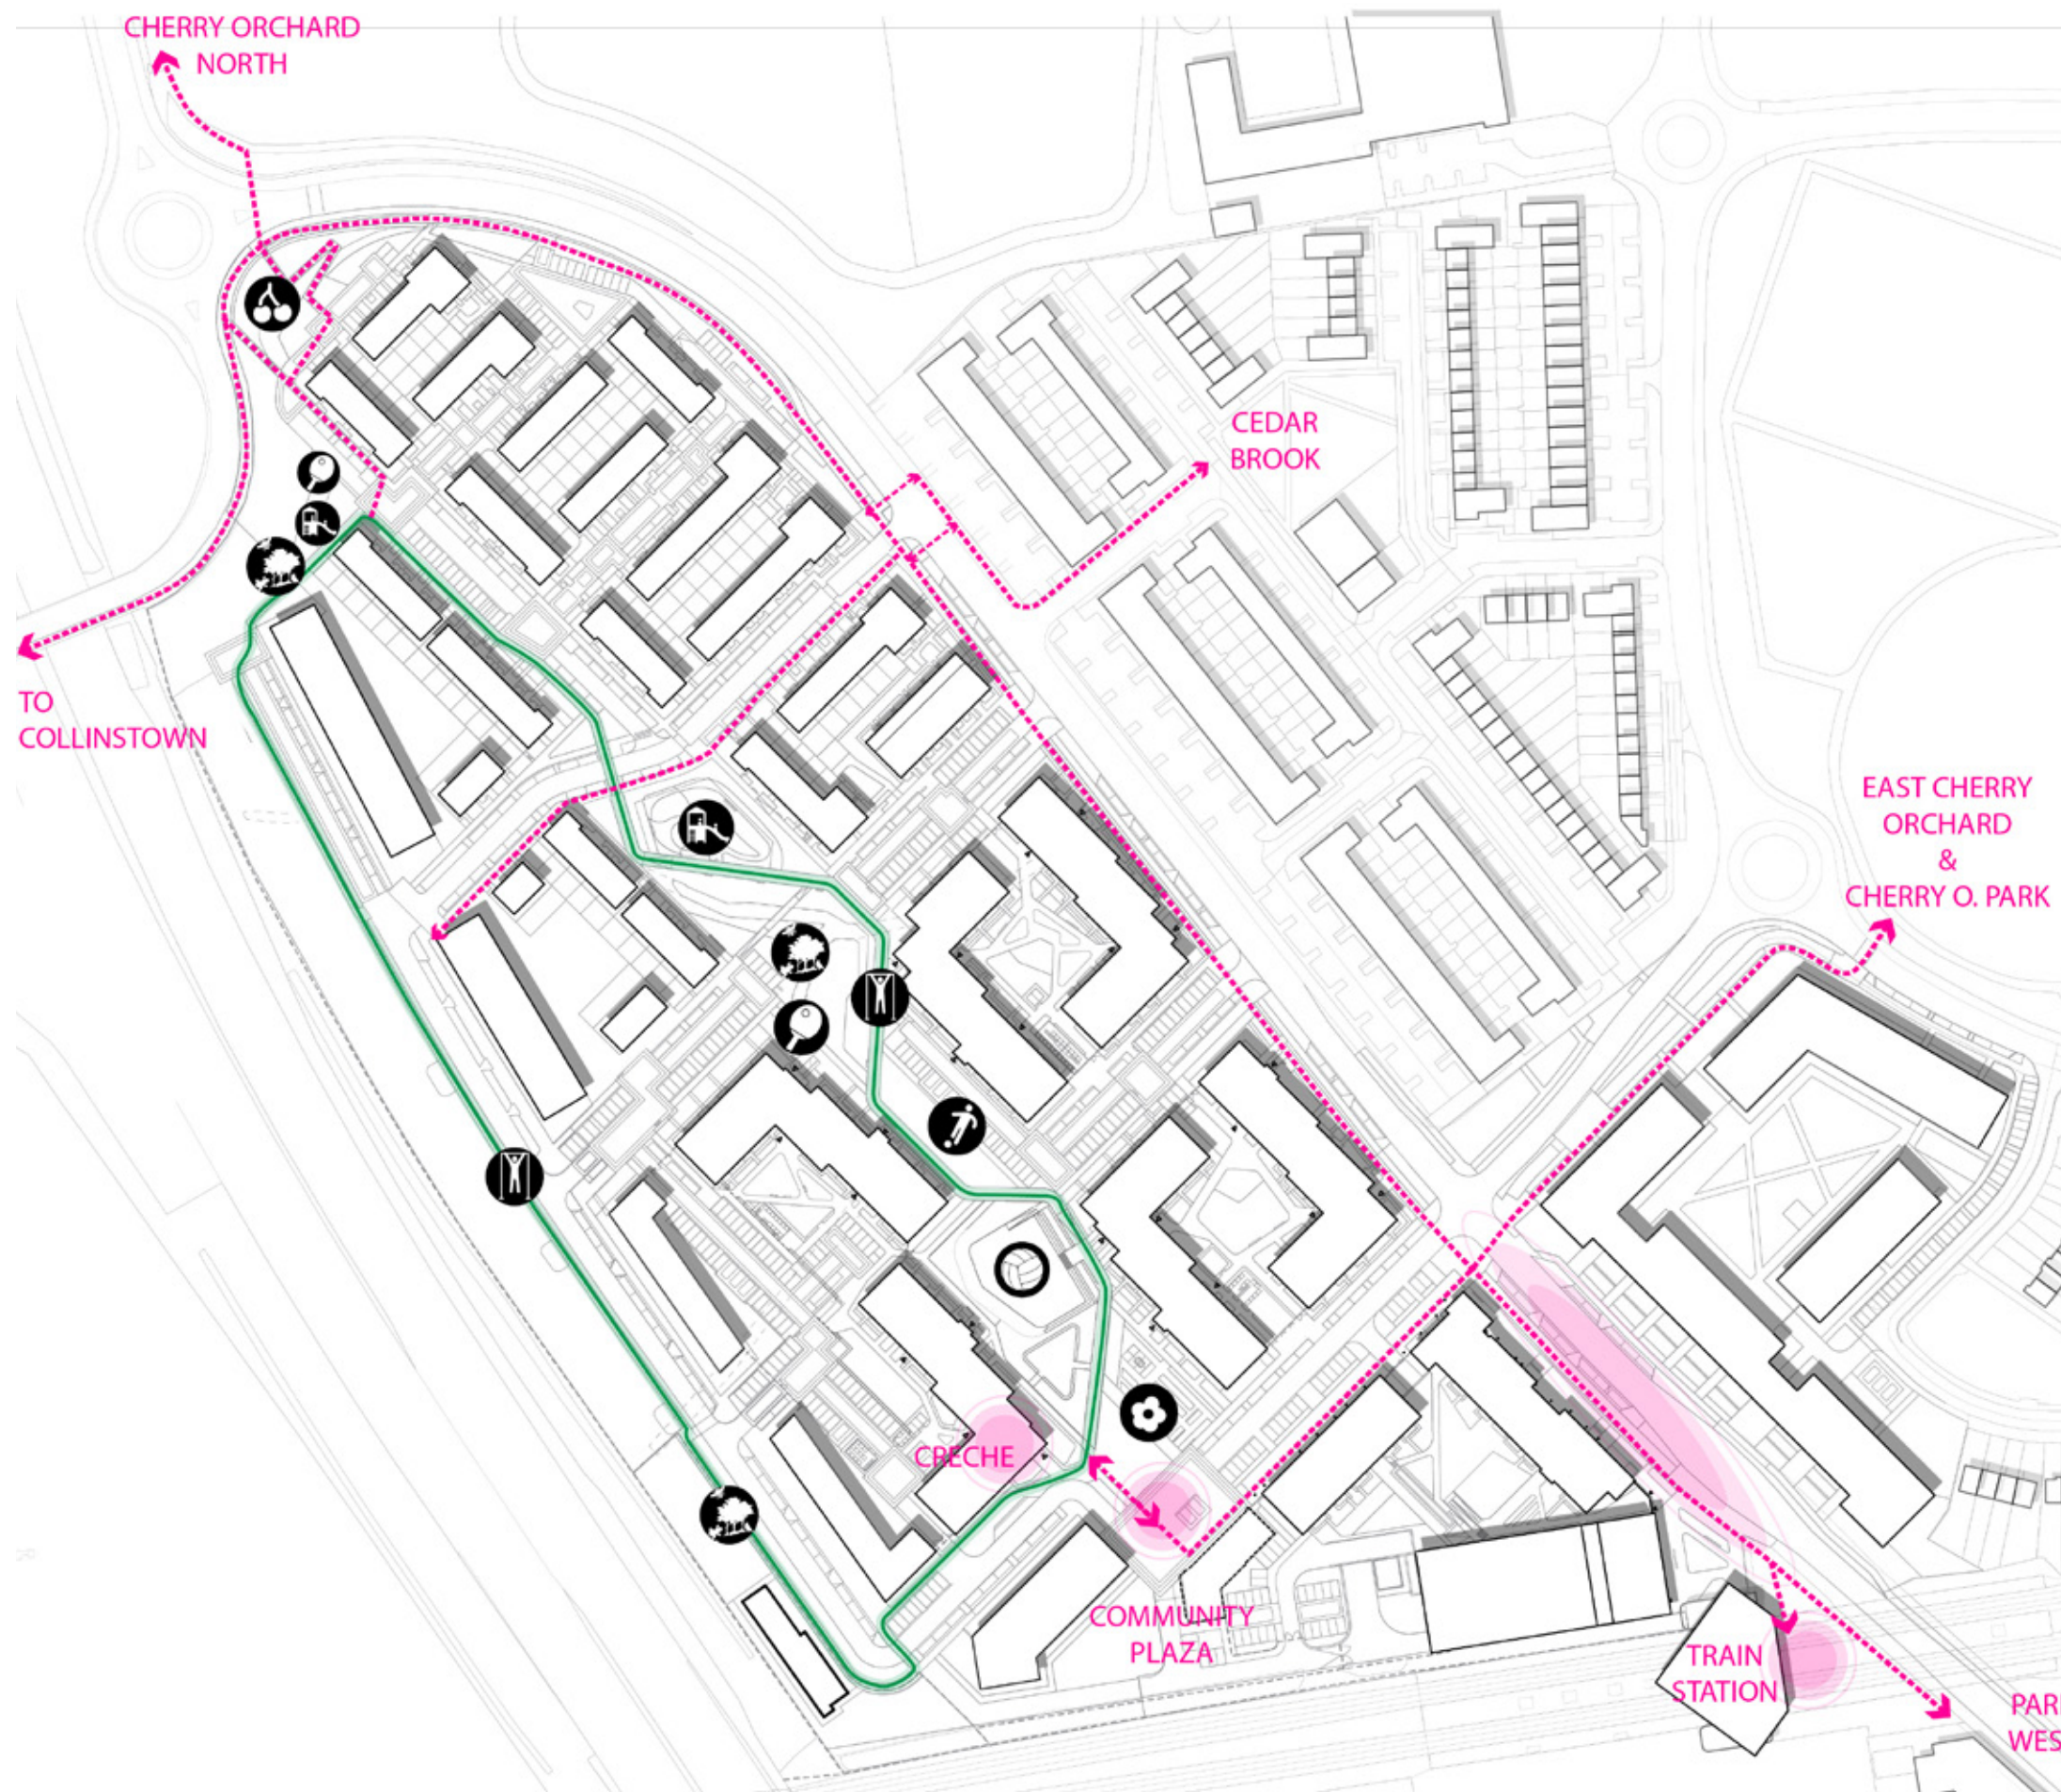 CHERRY ORCHARD
NORTH
CEDAR
BROOK
TO
COLLINSTOWN
EAST CHERRY
ORCHARD
&
CHERRY O. PARK
CRECHE
COMMUNITY
PLAZA
TRAIN
STATION